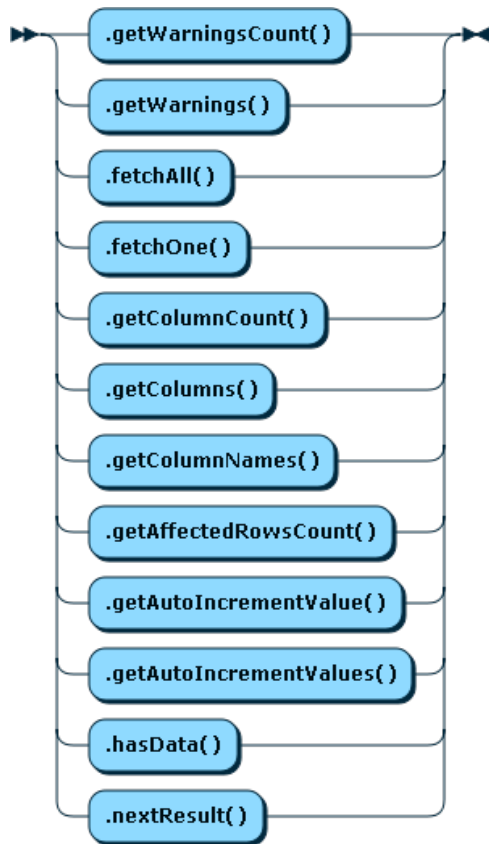 .getWarningsCount()
.getWarnings()
.fetchAll()
.fetchOne()
.getColumnCount()
.getColumns()
.getColumnNames()
.getAffectedRowsCount()
.getAutoIncrementValue()
.getAutoIncrementValues()
.hasData()
.nextResult()